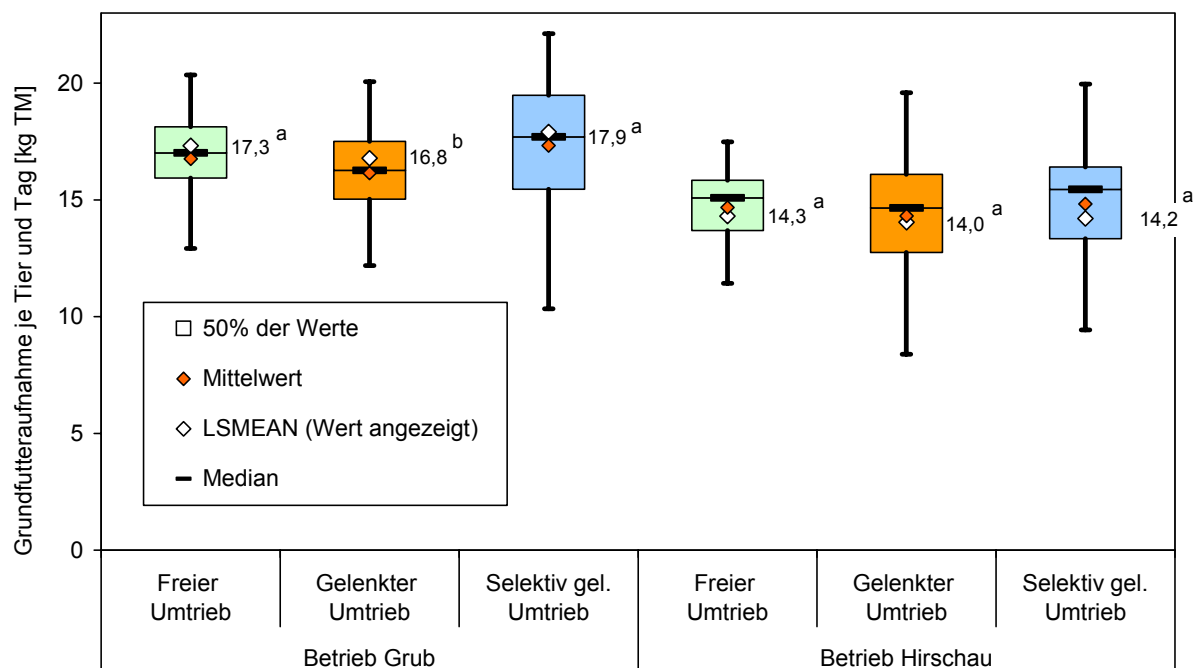 Grundfutteraufnahme je Tier und Tag [kg TM]
20
15
10
5
0
17,3 a
16,8 b
17,9 a
14,3 a
14,0 a
14,2 a
50% der Werte
Mittelwert
LSMEAN (Wert angezeigt)
Median
Freier
Umtrieb
Gelenkter
Umtrieb
Selektiv gel.
Umtrieb
Freier
Umtrieb
Gelenkter
Umtrieb
Selektiv gel.
Umtrieb
Betrieb Grub
Betrieb Hirschau